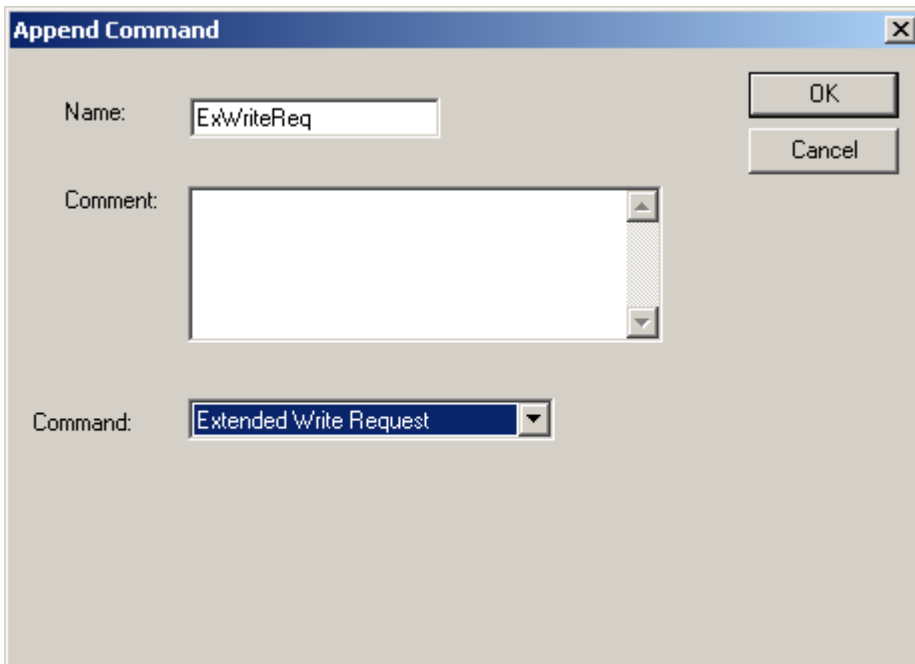 Append Command
Name:
ExWriteReq
OK
Cancel
Comment:
Command:
Extended Write Request